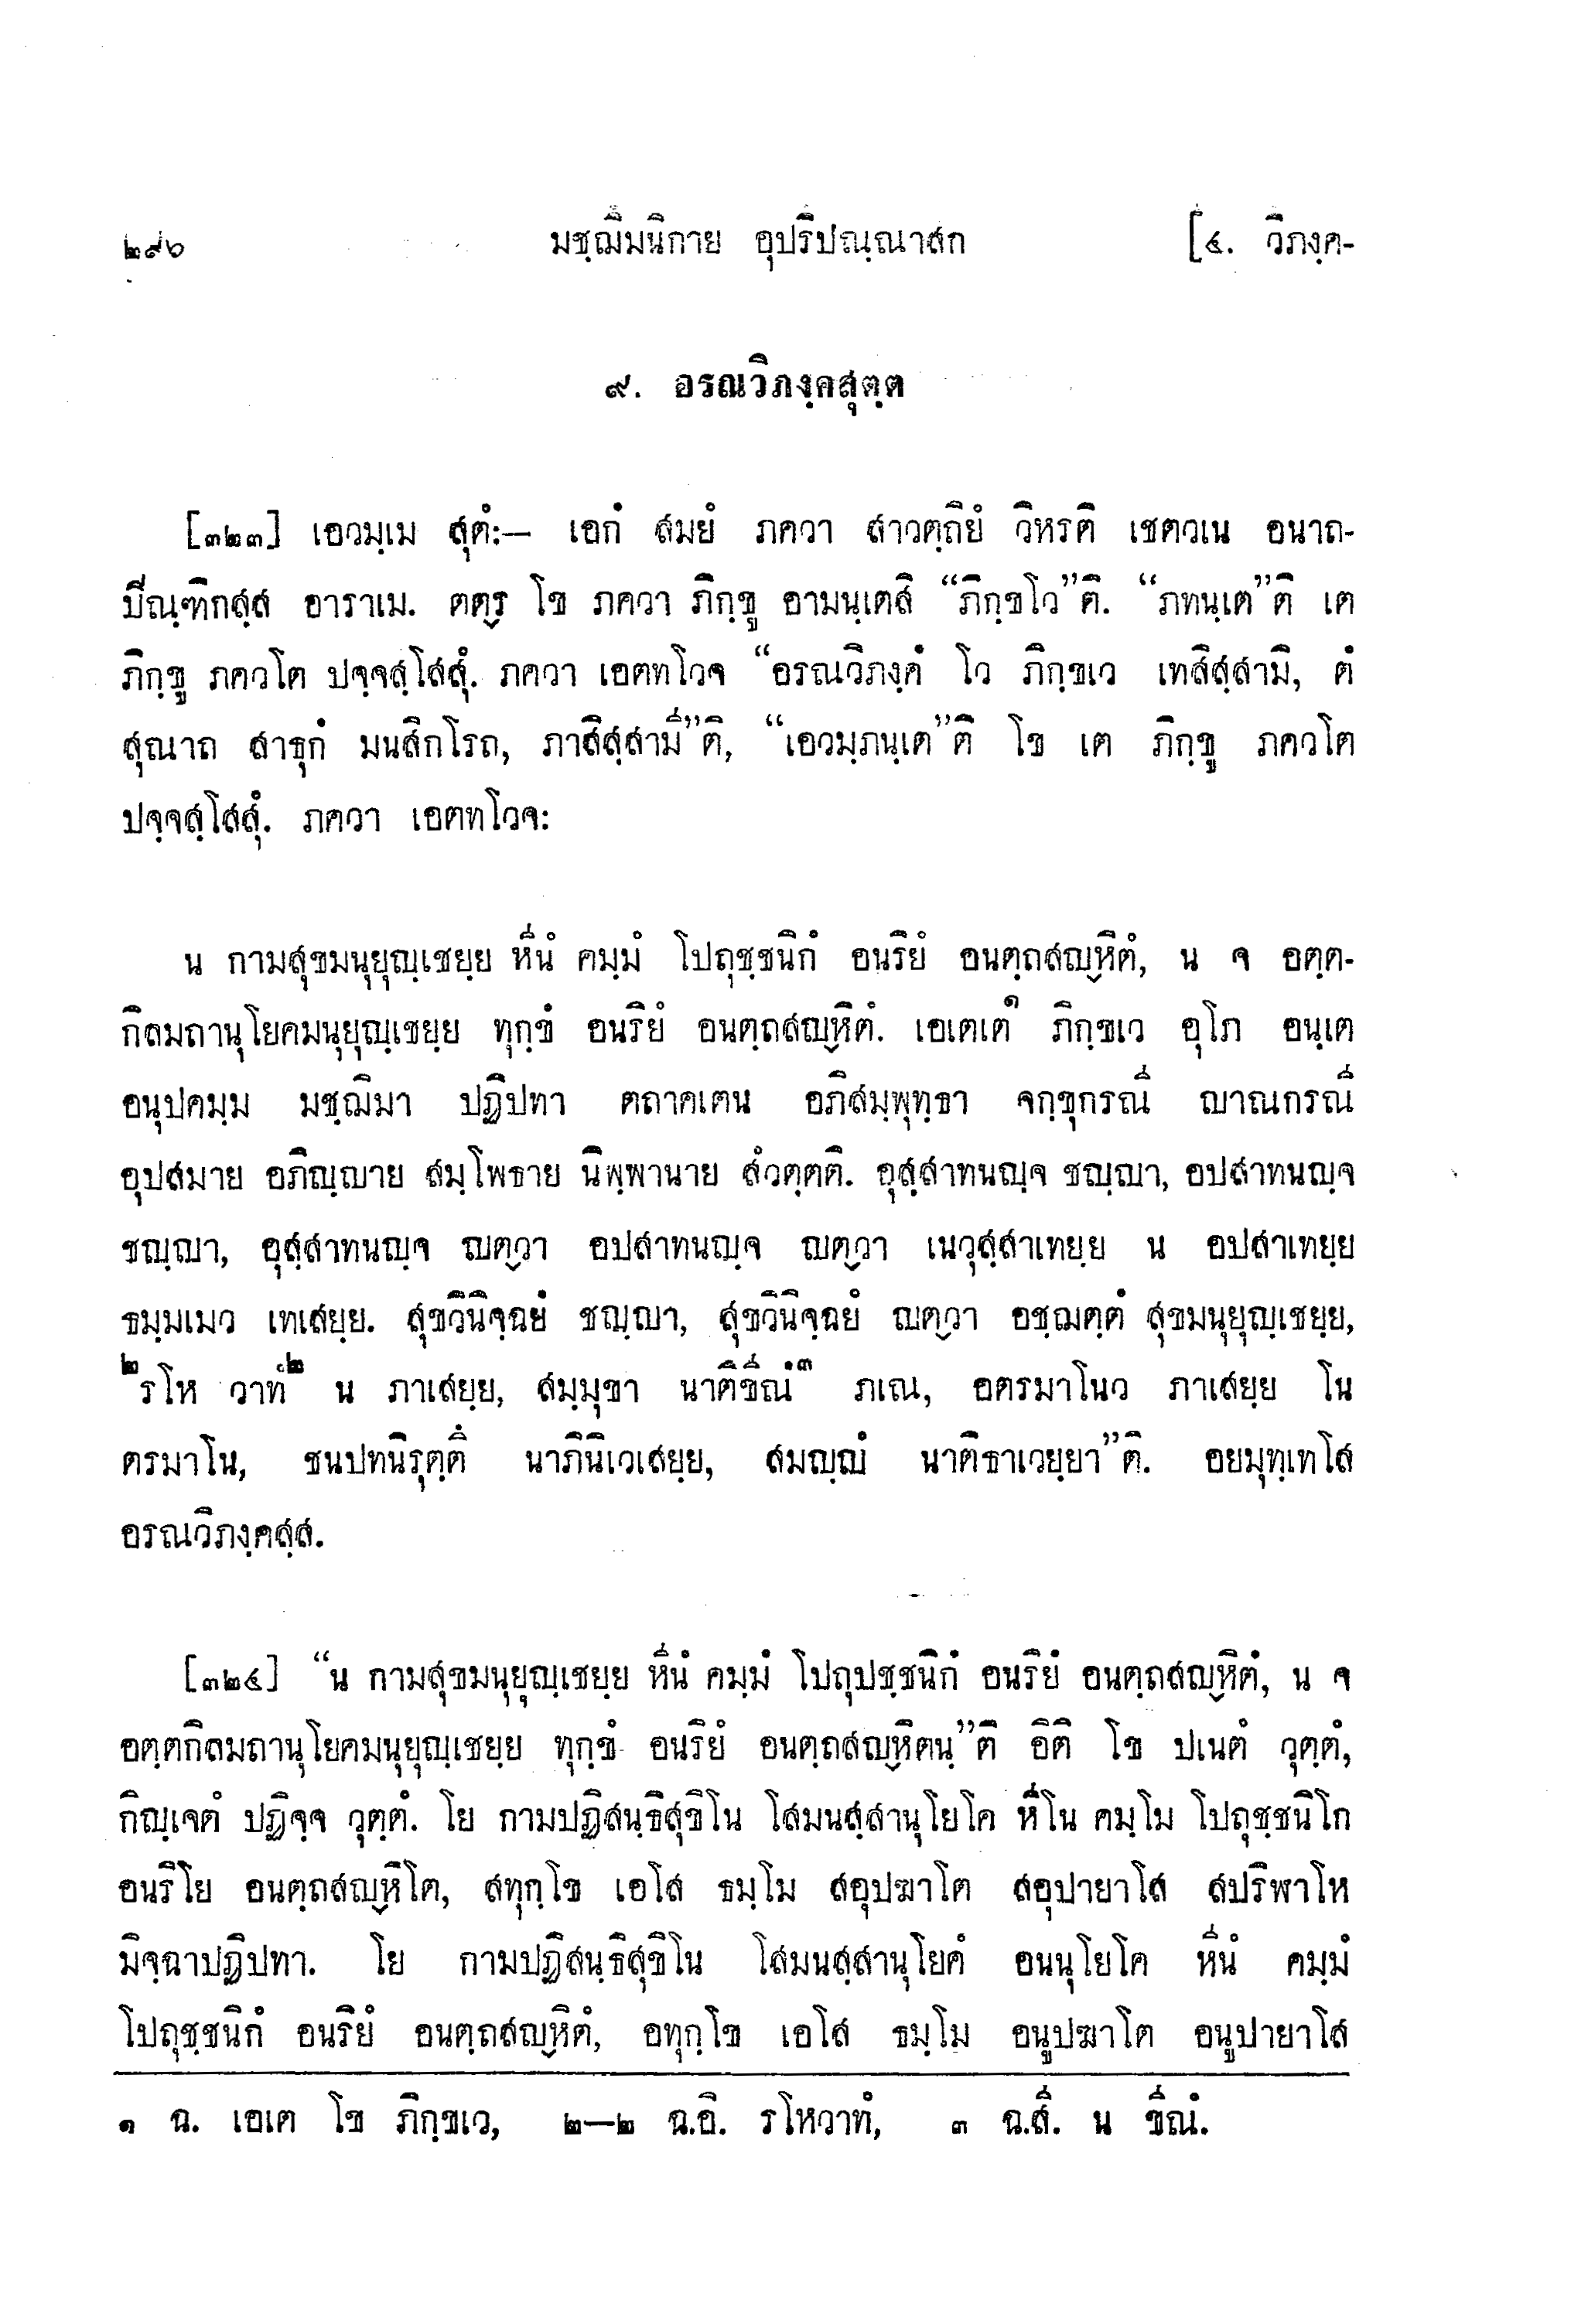 ๒๙๖ มชฺฌิมนิกาย อุปริปณฺณาสก [๔. วิภงฺค-
๙. อรณวิภงฺคสุตฺต
[๓๒๓] เอวมฺเม สุตํ:— เอกํ สมยํ ภควา สาวตฺถิยํ วิหรติ เชตวเน อนาถ-
ปิณฺฑิกสฺส อาราเม. ตตฺร โข ภควา ภิกฺขู อามนฺเตสิ “ภิกฺขโว”ติ. “ภทนฺเต”ติ เต
ภิกฺขู ภควโต ปจฺจสฺโสสุํ. ภควา เอตทโวจ “อรณวิภงฺคํ โว ภิกฺขเว เทสิสฺสามิ, ตํ
สุณาถ สาธุกํ มนสิกโรถ, ภาสิสฺสามี”ติ, “เอวมฺภนฺเต”ติ โข เต ภิกฺขู ภควโต
ปจฺจสฺโสสุํ. ภควา เอตทโวจ:
น กามสุขมนุยุญฺเชยฺย หีนํ คมฺมํ โปถุชฺชนิกํ อนริยํ อนตฺถสญฺหิตํ, น จ อตฺต-
กิลมถานุโยคมนุยุญฺเชยฺย ทุกฺขํ อนริยํ อนตฺถสญฺหิตํ. เอเตเต๑ ภิกฺขเว อุโภ อนฺเต
อนุปคมฺม มชฺฌิมา ปฏิปทา ตถาคเตน อภิสมฺพุทฺธา จกฺขุกรณี ญาณกรณี
อุปสมาย อภิญฺญาย สมฺโพธาย นิพฺพานาย สํวตฺตติ. อุสฺสาทนญฺจ ชญฺญา, อปสาทนญฺจ
ชญฺญา, อุสฺสาทนญฺจ ญตฺวา อปสาทนญฺจ ญตฺวา เนวุสฺสาเทยฺย น อปสาเทยฺย
ธมฺมเมว เทเสยฺย. สุขวินิจฺฉยํ ชญฺญา, สุขวินิจฺฉยํ ญตฺวา อชฺฌตฺตํ สุขมนุยุญฺเชยฺย,
๒รโห วาทํ๒ น ภาเสยฺย, สมฺมุขา นาติขีณํ๓ ภเณ, อตรมาโนว ภาเสยฺย โน
ตรมาโน, ชนปทนิรุตฺตึ นาภินิเวเสยฺย, สมญฺญํ นาติธาเวยฺยา”ติ. อยมุทฺเทโส
อรณวิภงฺคสฺส.
[๓๒๔] “น กามสุขมนุยุญฺเชยฺย หีนํ คมฺมํ โปถุปชฺชนิกํ อนริยํ อนตฺถสญฺหิตํ, น จ
อตฺตกิลมถานุโยคมนุยุญฺเชยฺย ทุกฺขํ อนริยํ อนตฺถสญฺหิตนฺ”ติ อิติ โข ปเนตํ วุตฺตํ,
กิญฺเจตํ ปฏิจฺจ วุตฺตํ. โย กามปฏิสนฺธิสุขิโน โสมนสฺสานุโยโค หีโน คมฺโม โปถุชฺชนิโก
อนริโย อนตฺถสญฺหิโต, สทุกฺโข เอโส ธมฺโม สอุปฆาโต สอุปายาโส สปริฬาโห
มิจฺฉาปฏิปทา. โย กามปฏิสนฺธิสุขิโน โสมนสฺสานุโยคํ อนนุโยโค หีนํ คมฺมํ
โปถุชฺชนิกํ อนริยํ อนตฺถสญฺหิตํ, อทุกฺโข เอโส ธมฺโม อนูปฆาโต อนูปายาโส
๑ ฉ. เอเต โข ภิกฺขเว, ๒—๒ ฉ.อิ. รโหวาทํ, ๓ ฉ.สี. น ขีณํ.